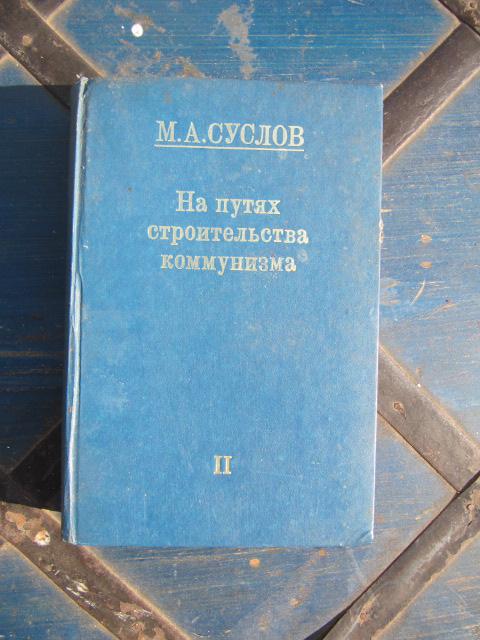 М.А.СУСЛОВ
На путях
строительства
коммунизма
II